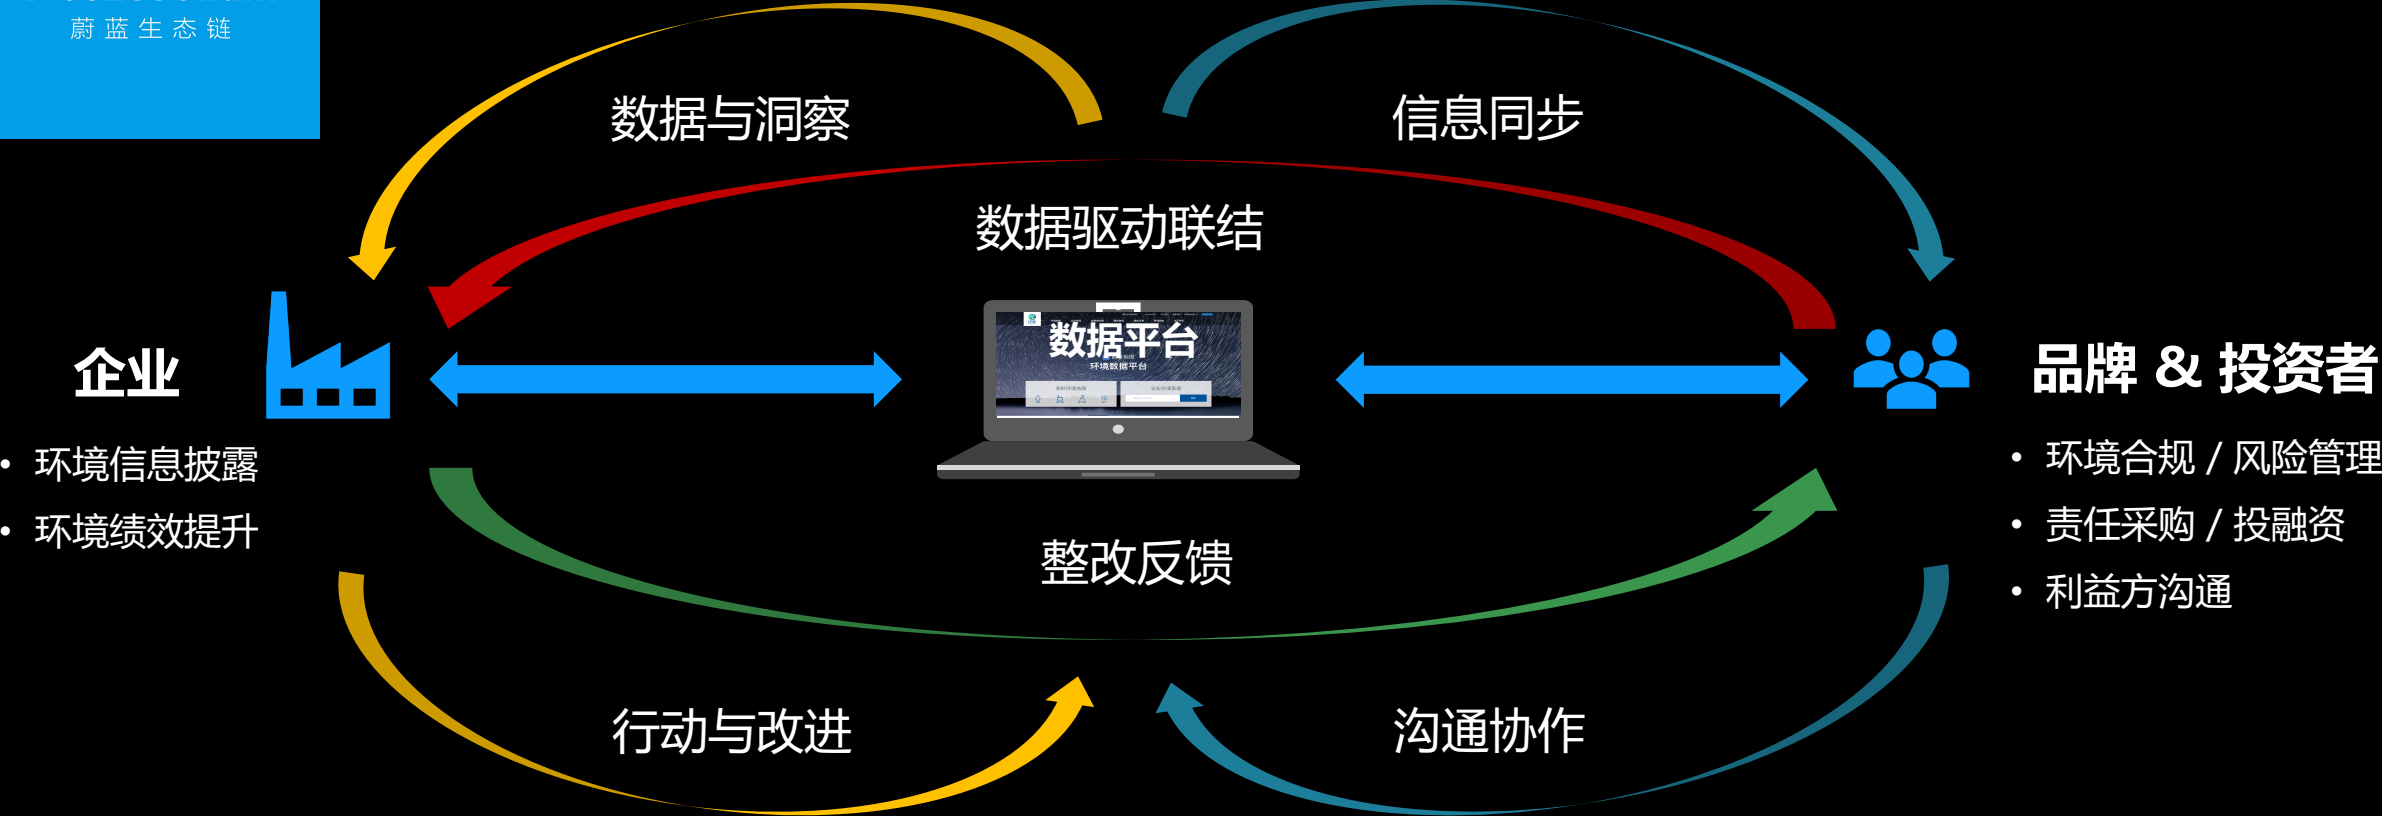 蔚蓝生态链
数据与洞察
信息同步
数据驱动联结
数据平台
环境数据平台
企业
品牌 & 投资者
• 环境信息披露
• 环境绩效提升
• 环境合规 / 风险管理
• 责任采购 / 投融资
• 利益方沟通
整改反馈
行动与改进
沟通协作